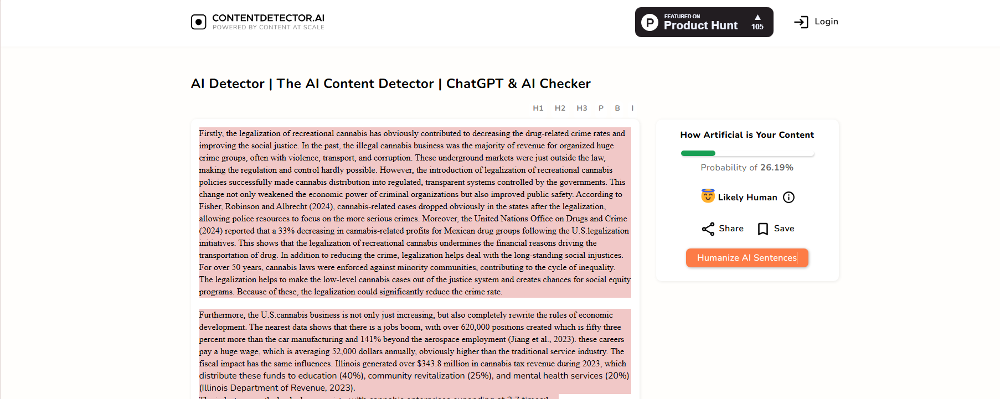 CONTENTDETECTOR.AI
POWERED BY CONTENT AT SCALE
P
FEATURED ON
Product Hunt
105
Login
AI Detector | The AI Content Detector | ChatGPT & AI Checker
H1 H2 H3 P B I
Firstly, the legalization of recreational cannabis has obviously contributed to decreasing the drug-related crime rates and
improving the social justice. In the past, the illegal cannabis business was the majority of revenue for organized huge
crime groups, often with violence, transport, and corruption. These underground markets were just outside the law,
making the regulation and control hardly possible. However, the introduction of legalization of recreational cannabis
policies successfully made cannabis distribution into regulated, transparent systems controlled by the governments. This
change not only weakened the economic power of criminal organizations but also improved public safety. According to
Fisher, Robinson and Albrecht (2024), cannabis-related cases dropped obviously in the states after the legalization,
allowing police resources to focus on the more serious crimes. Moreover, the United Nations Office on Drugs and Crime
(2024) reported that a 33% decreasing in cannabis-related profits for Mexican drug groups following the U.S.legalization
initiatives. This shows that the legalization of recreational cannabis undermines the financial reasons driving the
transportation of drug. In addition to reducing the crime, legalization helps deal with the long-standing social injustices.
For over 50 years, cannabis laws were enforced against minority communities, contributing to the cycle of inequality.
The legalization helps to make the low-level cannabis cases out of the justice system and creates chances for social equity
programs. Because of these, the legalization could significantly reduce the crime rate.
Furthermore, the U.S.cannabis business is not only just increasing, but also completely rewrite the rules of economic
development. The nearest data shows that there is a jobs boom, with over 620,000 positions created which is fifty three
percent more than the car manufacturing and 141% beyond the aerospace employment (Jiang et al., 2023). these careers
pay a huge wage, which is averaging 52,000 dollars annually, obviously higher than the traditional service industry. The
fiscal impact has the same influences. Illinois generated over $343.8 million in cannabis tax revenue during 2023, which
distribute these funds to education (40%), community revitalization (25%), and mental health services (20%)
(Illinois Department of Revenue, 2023).
How Artificial is Your Content
Probability of 26.19%
Likely Human
Share
Save
Humanize AI Sentences